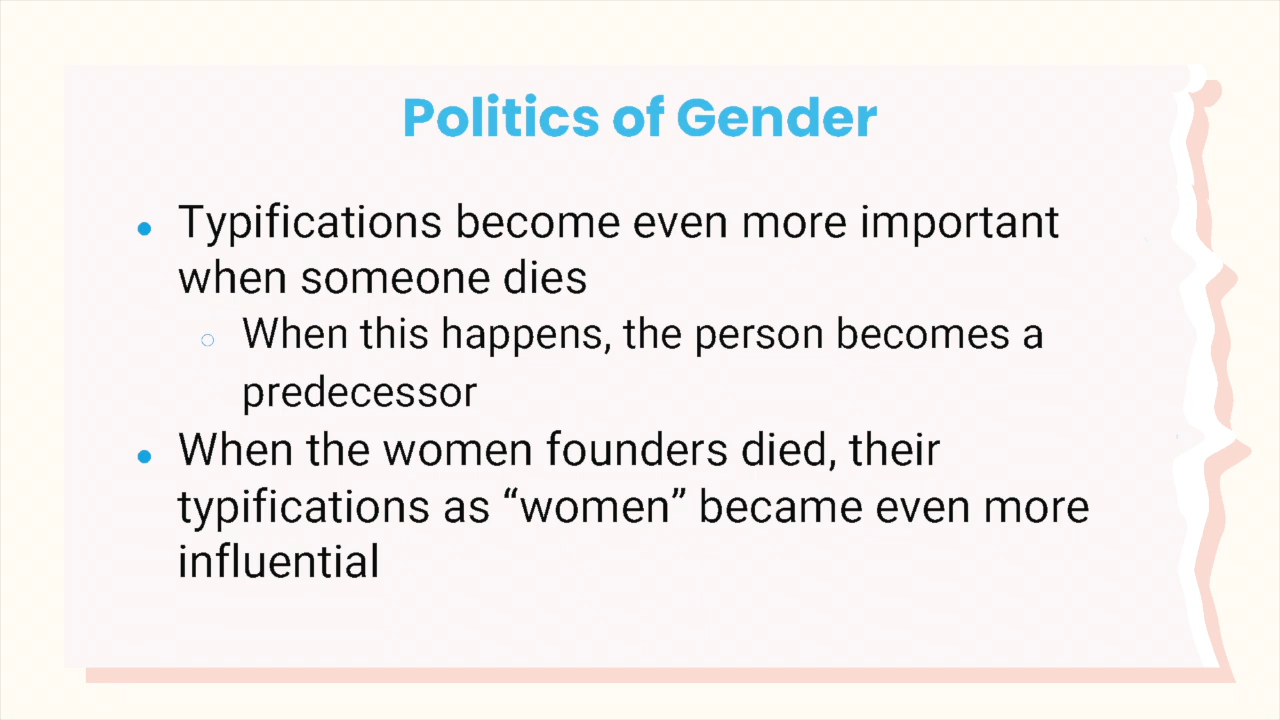 Politics of Gender
● Typifications become even more important
when someone dies
○ When this happens, the person becomes a
predecessor
● When the women founders died, their
typifications as “women” became even more
influential